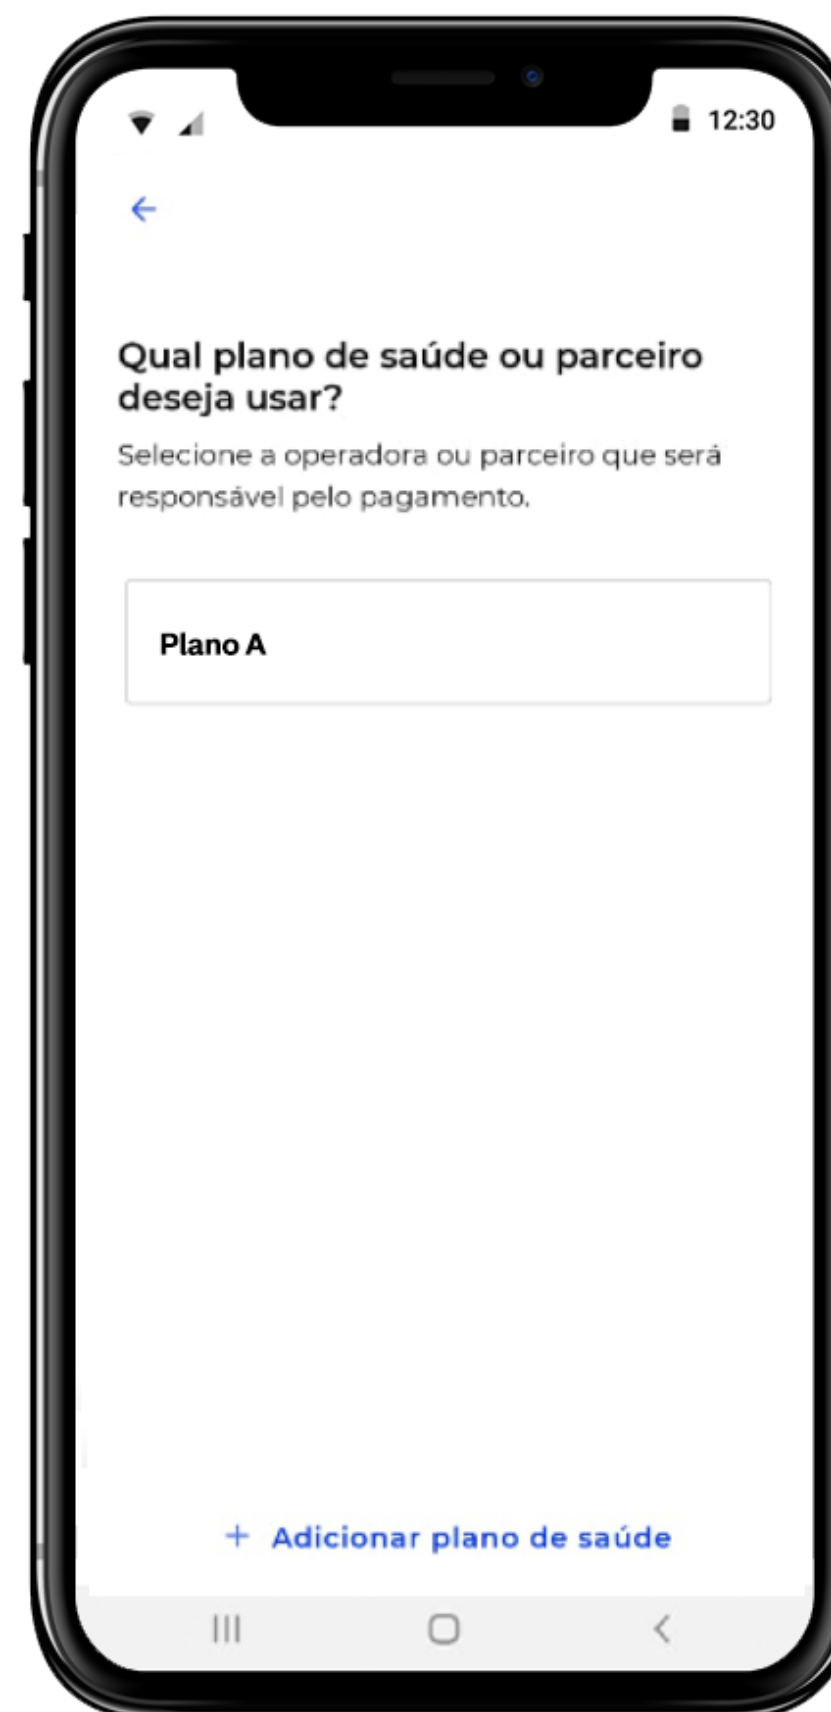 12:30
Qual plano de saúde ou parceiro
deseja usar?
Selecione a operadora ou parceiro que será
responsável pelo pagamento.
Plano A
+ Adicionar plano de saúde